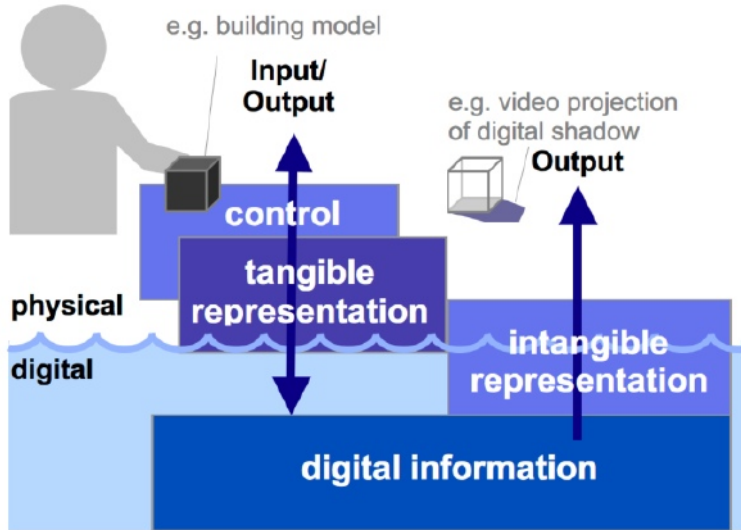 e.g. building model
Input/
Output
e.g. video projection
of digital shadow
Output
control
tangible
representation
physical
digital
intangible
representation
digital information